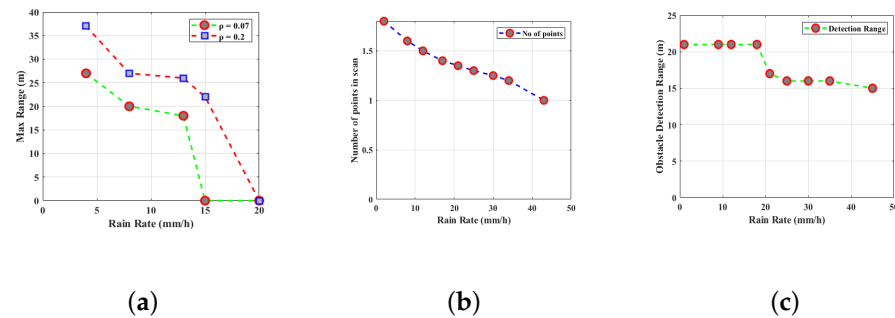 40
35
30
25
20
15
10
5
0
Max Range (m)
ρ = 0.07
ρ = 0.2
0 5 10 15 20
Rain Rate (mm/h)
(a)
1.5
1
0.5
0
Number of points in scan
No of points
0 10 20 30 40 50
Rain Rate (mm/h)
(b)
25
20
15
10
5
0
Obstacle Detection Range (m)
Detection Range
0 10 20 30 40 50
Rain Rate (mm/h)
(c)